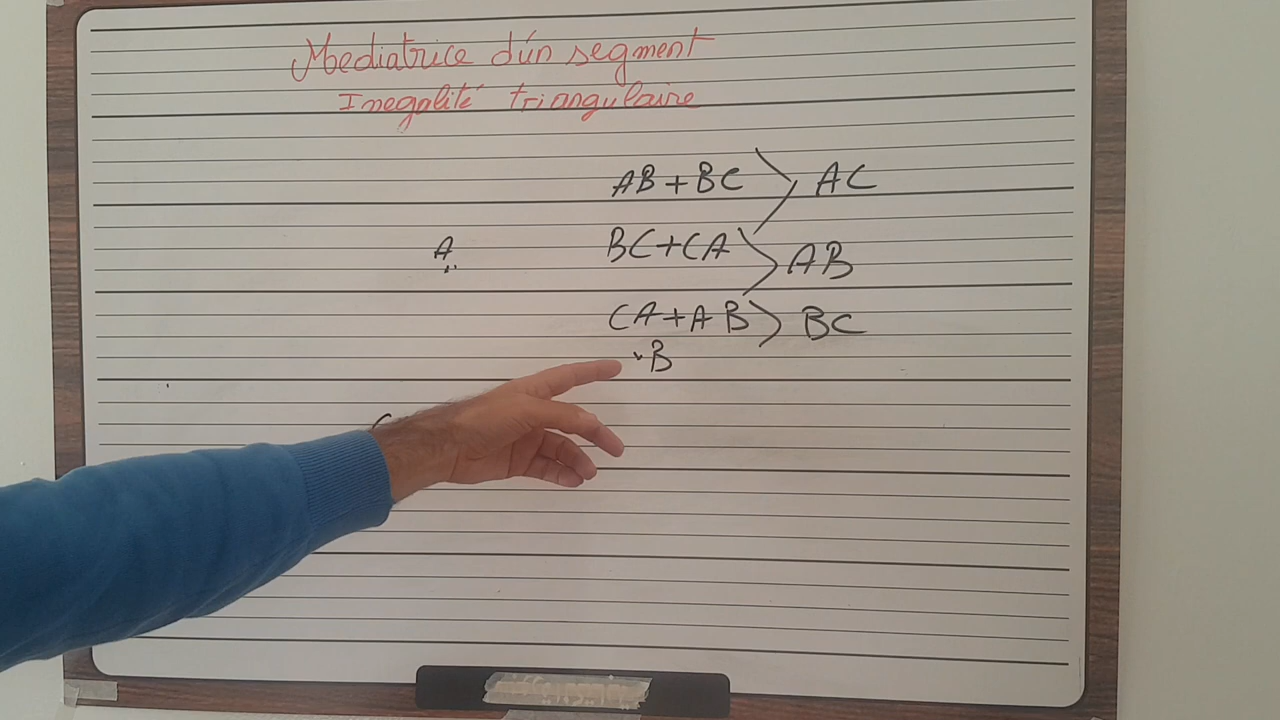 Mediatrice d'un segment
Inegalité triangulaire
AB+BC > AC
A
BC+CA > AB
CA+AB > BC
B
C